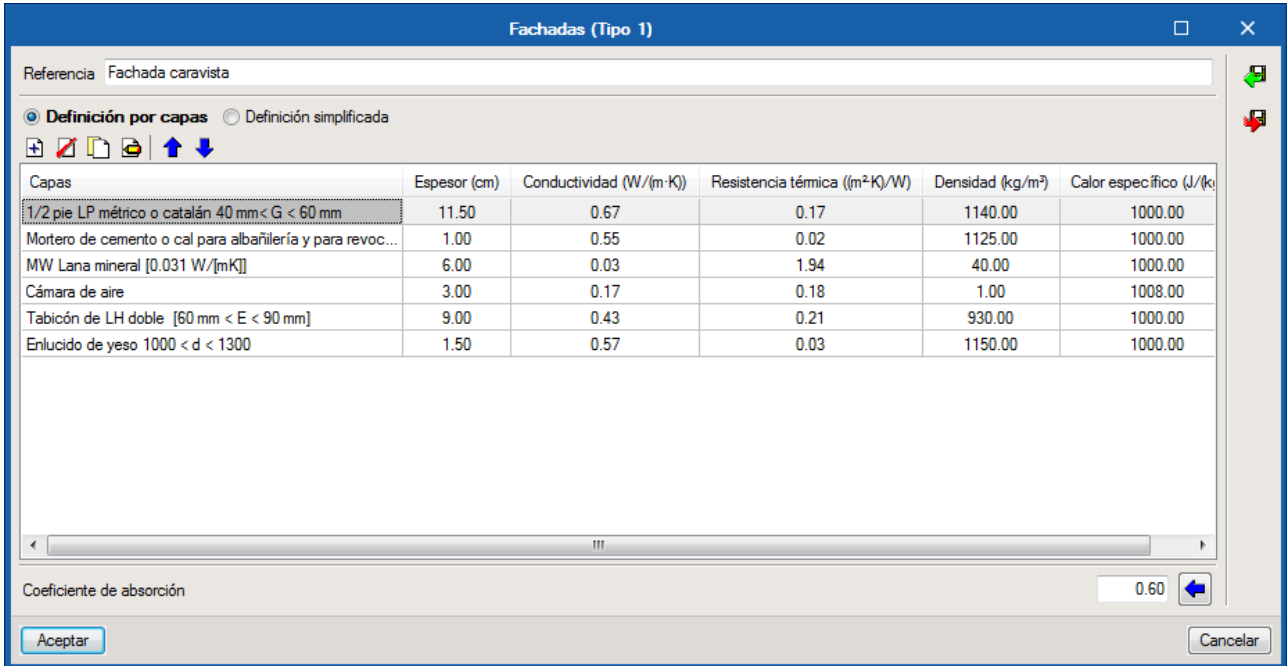 Fachadas (Tipo 1)
Referencia Fachada caravista
Definición por capas Definición simplificada
Capas Espesor (cm) Conductividad (W/(m·K)) Resistencia térmica ((m²·K)/W) Densidad (kg/m³) Calor específico (J/(k
1/2 pie LP métrico o catalán 40 mm< G < 60 mm 11.50 0.67 0.17 1140.00 1000.00
Mortero de cemento o cal para albañilería y para revoc... 1.00 0.55 0.02 1125.00 1000.00
MW Lana mineral [0.031 W/[mK]] 6.00 0.03 1.94 40.00 1000.00
Cámara de aire 3.00 0.17 0.18 1.00 1008.00
Tabicón de LH doble [60 mm < E < 90 mm] 9.00 0.43 0.21 930.00 1000.00
Enlucido de yeso 1000 < d < 1300 1.50 0.57 0.03 1150.00 1000.00
Coeficiente de absorción 0.60
Aceptar Cancelar